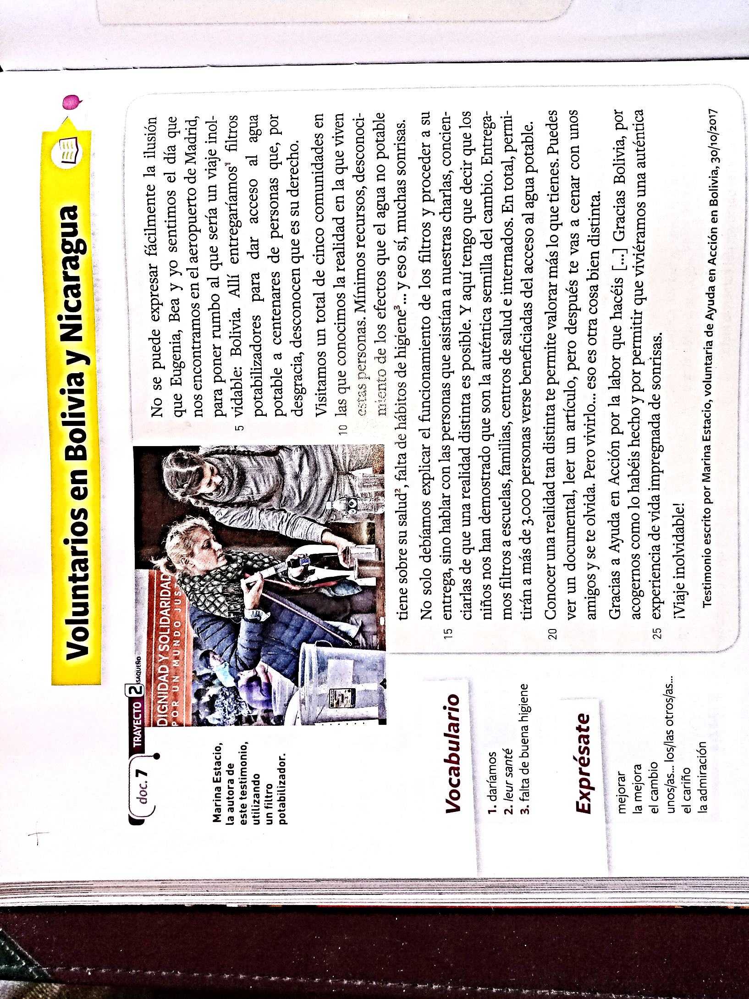 Voluntarios en Bolivia y Nicaragua
doc. 7
TRAYECTO 2
DIGNIDAD Y SOLIDARIDAD
POR UN MUNDO JUST
Marina Estacio,
la autora de
este testimonio,
utilizando
un filtro
potabilizador.
No se puede expresar fácilmente la ilusión
que Eugenia, Bea y yo sentimos el día que
nos encontramos en el aeropuerto de Madrid,
para poner rumbo al que sería un viaje inol-
5 vidable: Bolivia. Allí entregaríamos¹ filtros
potabilizadores para dar acceso al agua
potable a centenares de personas que, por
desgracia, desconocen que es su derecho.
Visitamos un total de cinco comunidades en
10 las que conocimos la realidad en la que viven
estas personas. Mínimos recursos, desconoci-
miento de los efectos que el agua no potable
tiene sobre su salud², falta de hábitos de higiene³... y eso sí, muchas sonrisas.
No solo debíamos explicar el funcionamiento de los filtros y proceder a su
15 entrega, sino hablar con las personas que asistían a nuestras charlas, concien-
ciarlas de que una realidad distinta es posible. Y aquí tengo que decir que los
niños nos han demostrado que son la auténtica semilla del cambio. Entrega-
mos filtros a escuelas, familias, centros de salud e internados. En total, permi-
tirán a más de 3.000 personas verse beneficiadas del acceso al agua potable.
20 Conocer una realidad tan distinta te permite valorar más lo que tienes. Puedes
ver un documental, leer un artículo, pero después te vas a cenar con unos
amigos y se te olvida. Pero vivirlo... eso es otra cosa bien distinta.
Gracias a Ayuda en Acción por la labor que hacéis [...] Gracias Bolivia, por
acogernos como lo habéis hecho y por permitir que viviéramos una auténtica
25 experiencia de vida impregnada de sonrisas.
¡Viaje inolvidable!
Testimonio escrito por Marina Estacio, voluntaria de Ayuda en Acción en Bolivia, 30/10/2017
Vocabulario
1. daríamos
2. leur santé
3. falta de buena higiene
Exprésate
mejorar
la mejora
el cambio
unos/as... los/las otros/as...
el cariño
la admiración